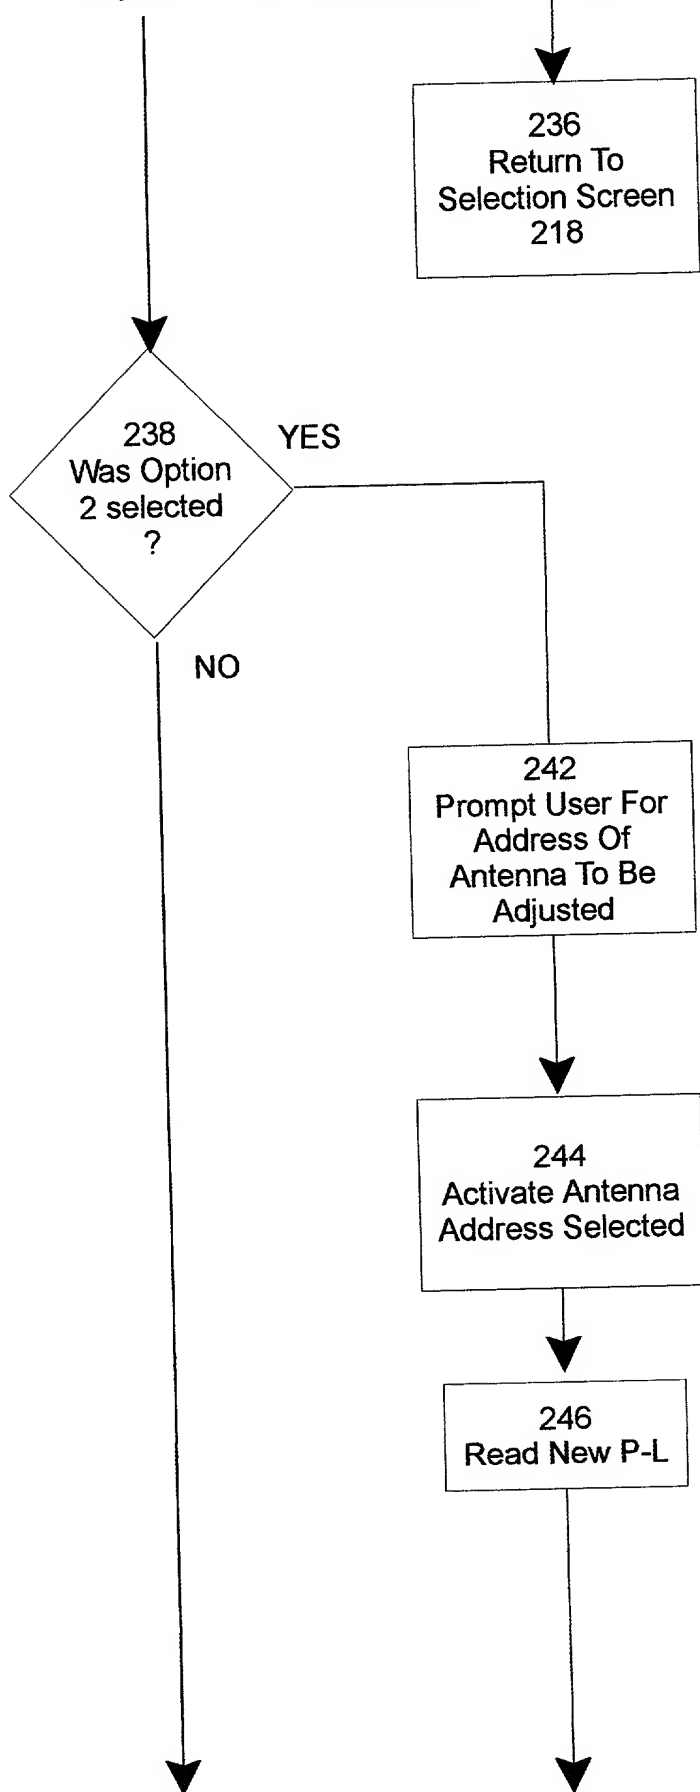 236
Return To
Selection Screen
218
238
Was Option
2 selected
?
YES
NO
242
Prompt User For
Address Of
Antenna To Be
Adjusted
244
Activate Antenna
Address Selected
246
Read New P-L